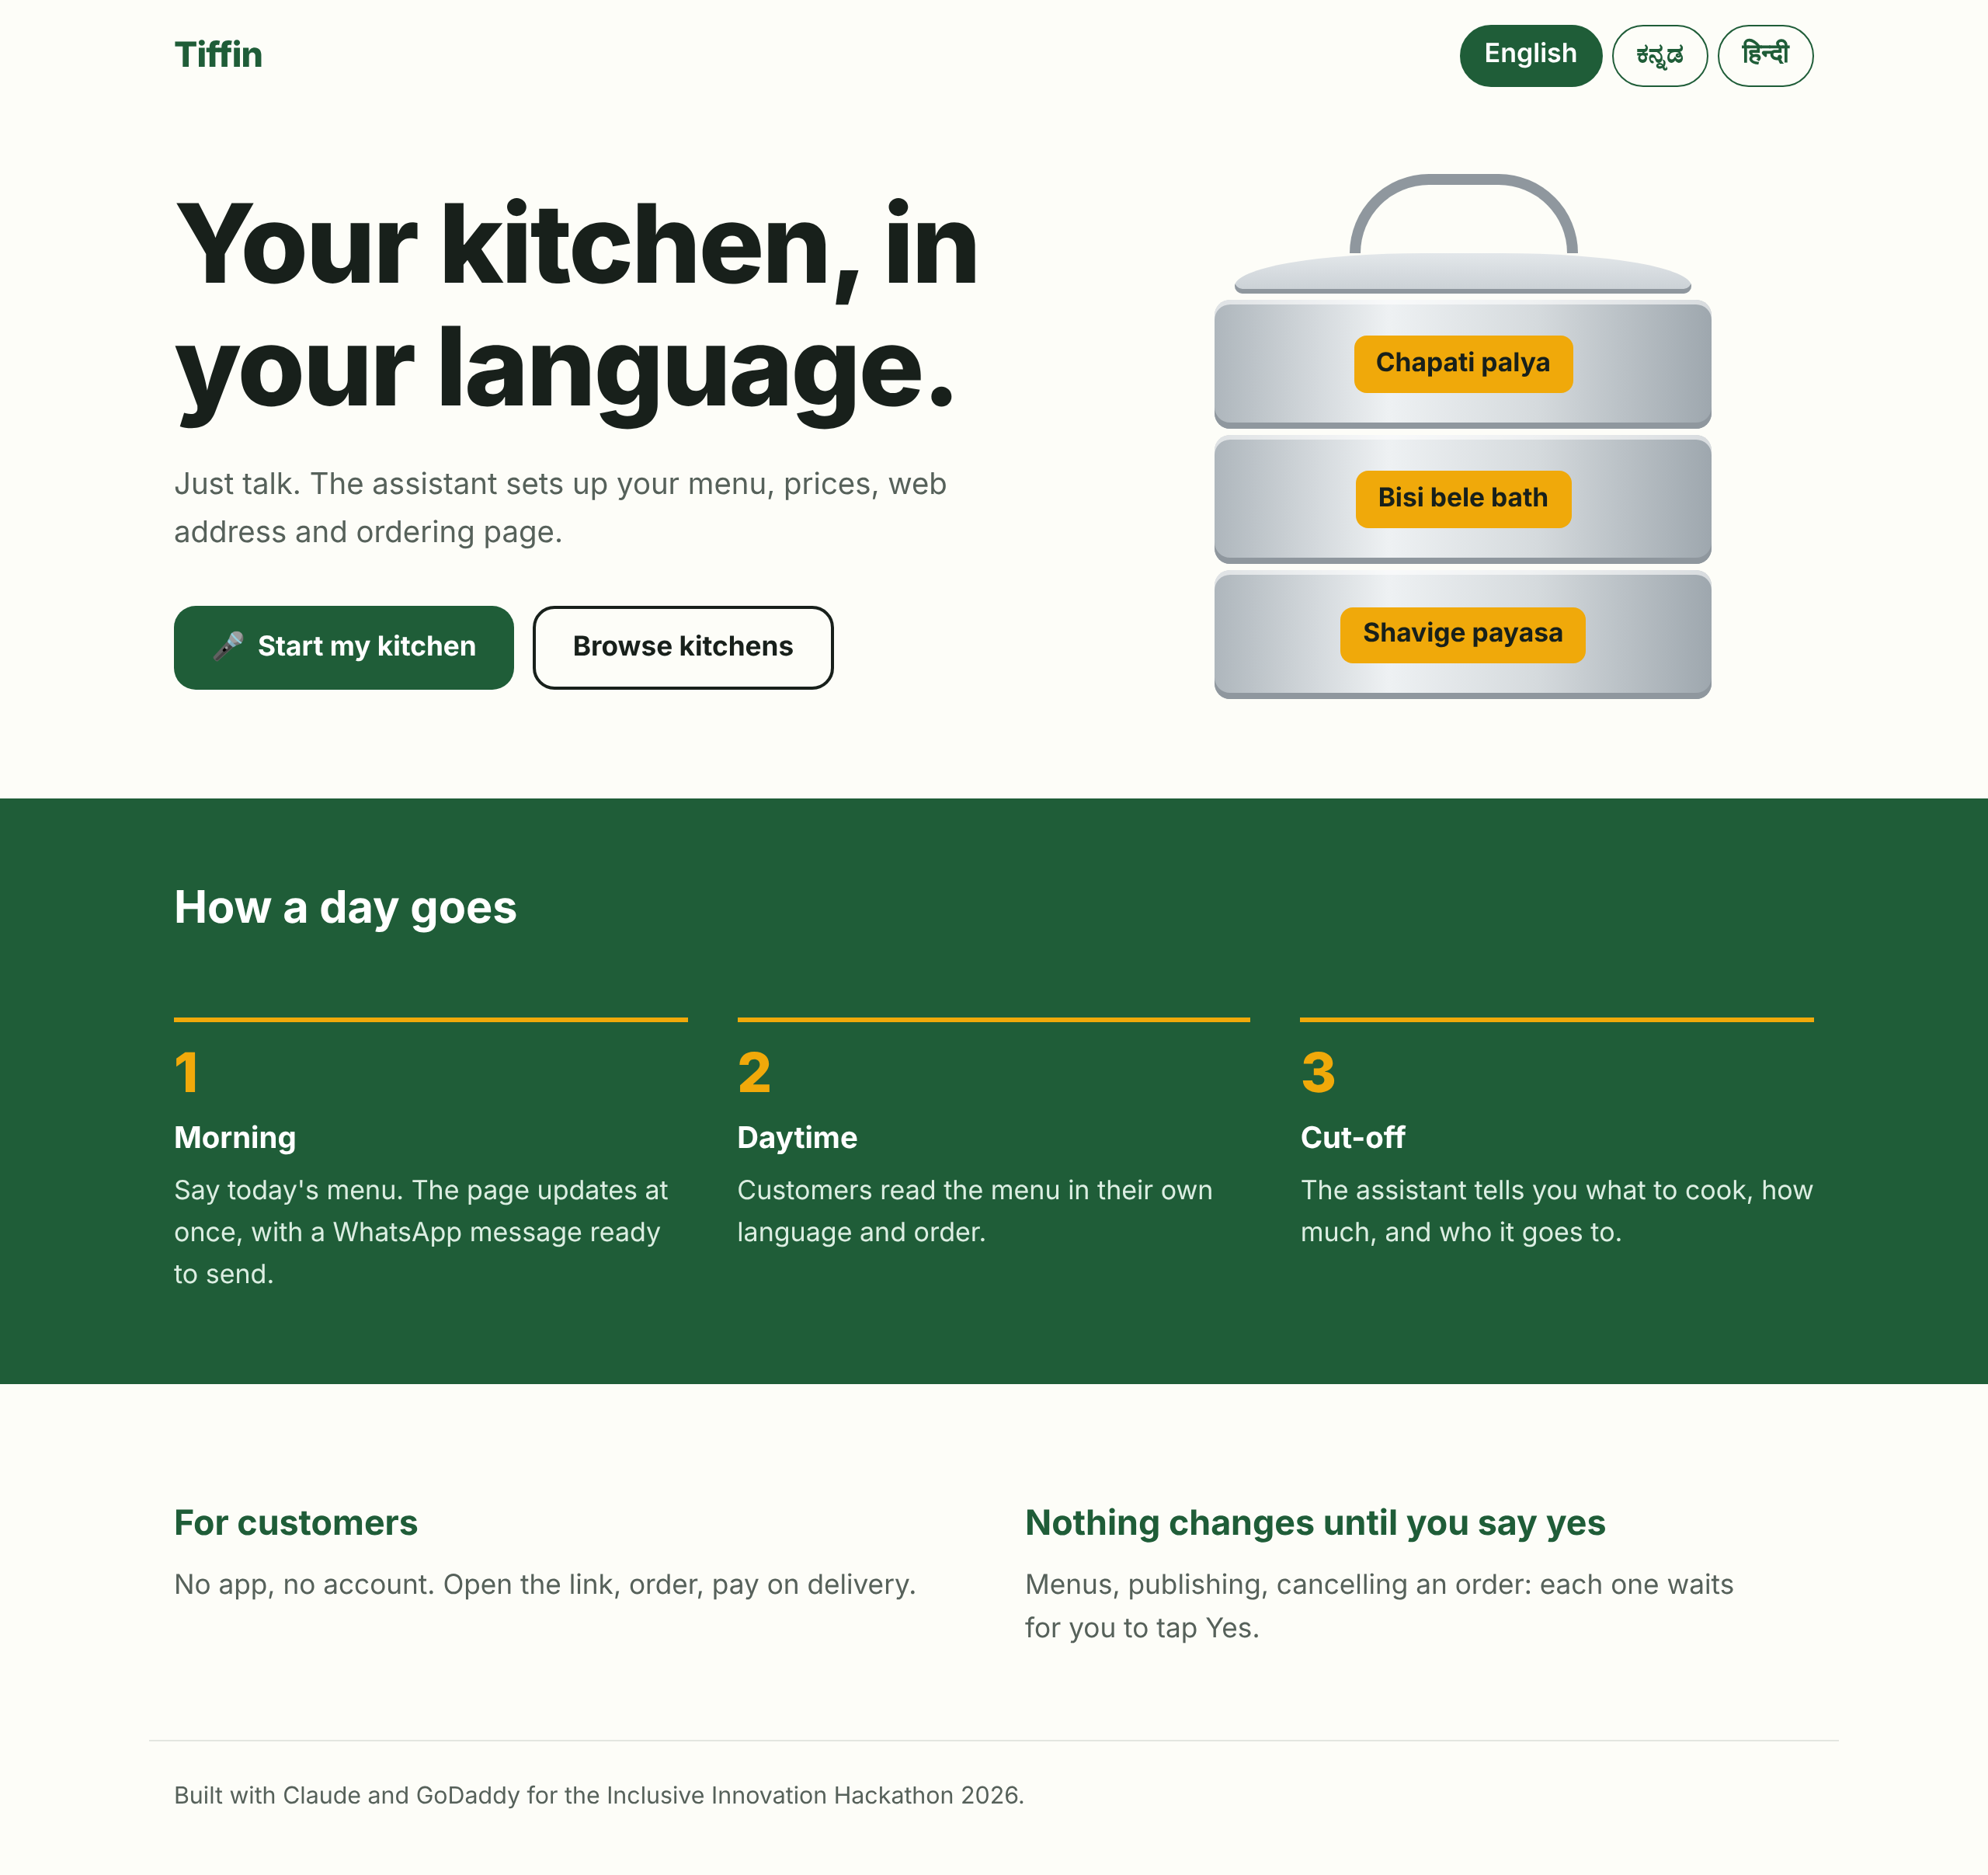 Tiffin
English
ಕನ್ನಡ
हिन्दी
Your kitchen, in
your language.
Just talk. The assistant sets up your menu, prices, web
address and ordering page.
🎤 Start my kitchen
Browse kitchens
Chapati palya
Bisi bele bath
Shavige payasa
How a day goes
1
Morning
Say today's menu. The page updates at
once, with a WhatsApp message ready
to send.
2
Daytime
Customers read the menu in their own
language and order.
3
Cut-off
The assistant tells you what to cook, how
much, and who it goes to.
For customers
No app, no account. Open the link, order, pay on delivery.
Nothing changes until you say yes
Menus, publishing, cancelling an order: each one waits
for you to tap Yes.
Built with Claude and GoDaddy for the Inclusive Innovation Hackathon 2026.